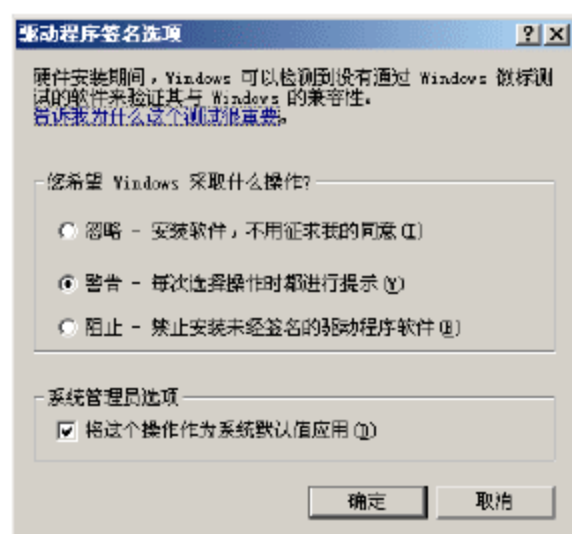 驱动程序签名选项
硬件安装期间，Windows 可以检测到没有通过 Windows 徽标测
试的软件来验证其与 Windows 的兼容性。
告诉我为什么这个测试很重要。
您希望 Windows 采取什么操作?
忽略 - 安装软件，不用征求我的同意(I)
警告 - 每次选择操作时都进行提示(W)
阻止 - 禁止安装未经签名的驱动程序软件(B)
系统管理员选项
将这个操作作为系统默认值应用(D)
确定 取消